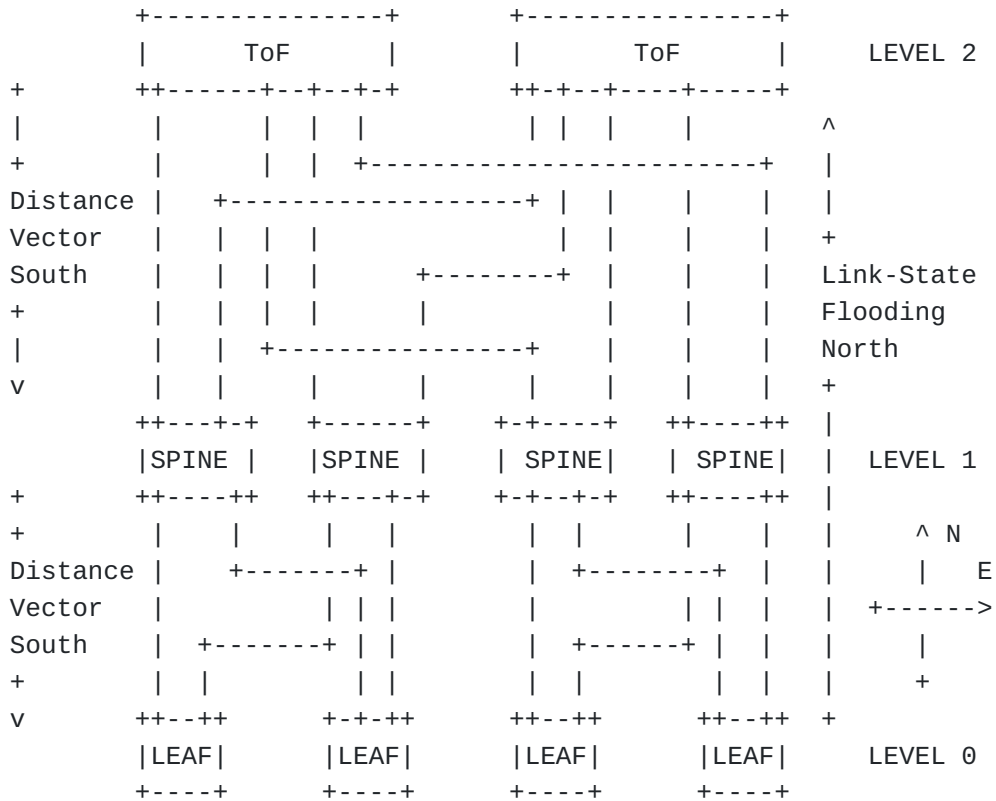 ToF ToF LEVEL 2
Distance
Vector
South Link-State
Flooding
North
v
SPINE SPINE SPINE SPINE LEVEL 1
N
Distance E
Vector
South
v
LEAF LEAF LEAF LEAF LEVEL 0